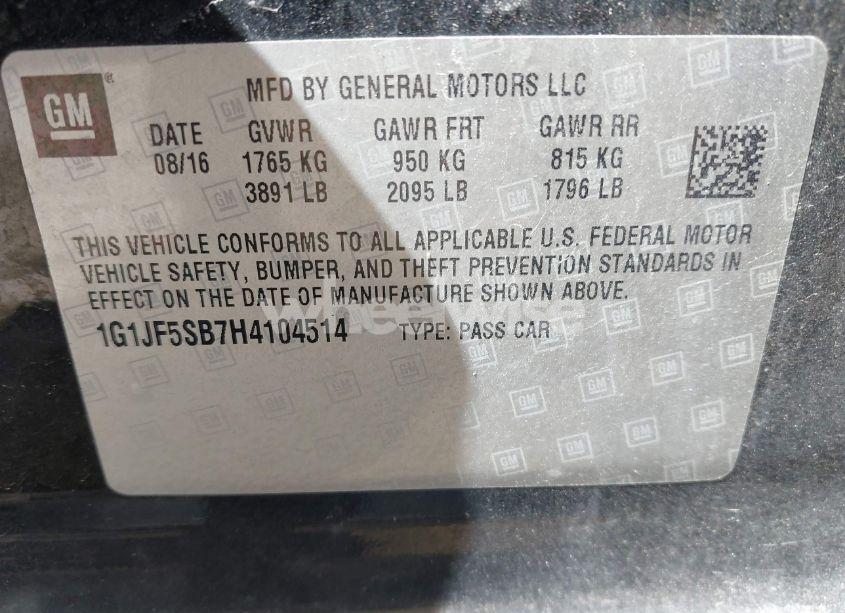 GM®
MFD BY GENERAL MOTORS LLC
DATE GVWR GAWR FRT GAWR RR
08/16 1765 KG 950 KG 815 KG
3891 LB 2095 LB 1796 LB
THIS VEHICLE CONFORMS TO ALL APPLICABLE U.S. FEDERAL MOTOR
VEHICLE SAFETY, BUMPER, AND THEFT PREVENTION STANDARDS IN
EFFECT ON THE DATE OF MANUFACTURE SHOWN ABOVE.
wheelwise
1G1JF5SB7H4104514 TYPE: PASS CAR